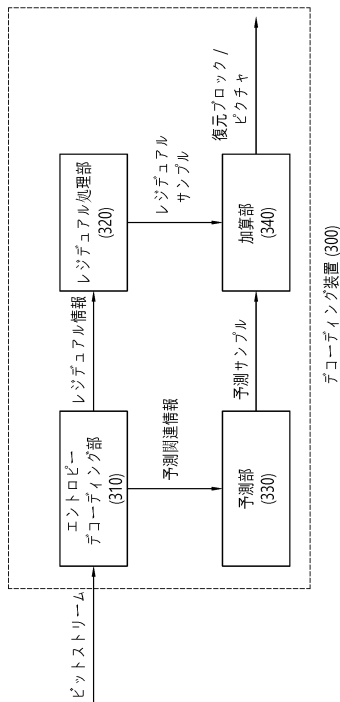 ビットストリーム
エントロピー
デコーディング部
(310)
レジデュアル情報
レジデュアル処理部
(320)
予測関連情報
レジデュアル
サンプル
予測部
(330)
予測サンプル
加算部
(340)
復元ブロック /
ピクチャ
デコーディング装置 (300)